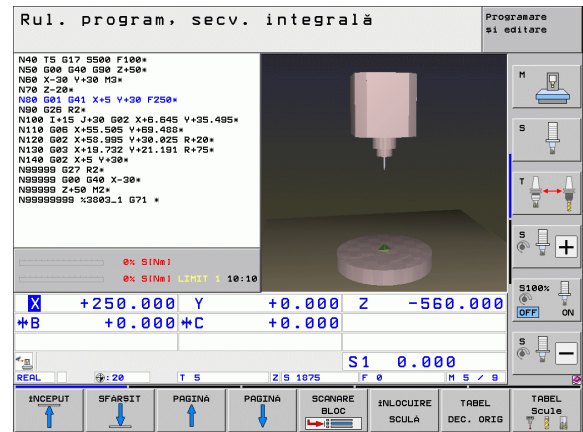 Rul. program, secv. integrală
Programare
și editare
N40 T5 G17 S500 F100*
N50 G00 G40 G90 Z+50*
N60 X-30 Y+30 M3*
N70 Z-20*
N80 G01 G41 X+5 Y+30 F250*
N90 G26 R2*
N100 I+15 J+30 G02 X+6.645 Y+35.495*
N110 G06 X+55.505 Y+69.488*
N120 G02 X+58.995 Y+30.025 R+20*
N130 G03 X+19.732 Y+21.191 R+75*
N140 G02 X+5 Y+30*
N99999 G27 R2*
N99999 G00 G40 X-30*
N99999 Z+50 M2*
N99999999 %3803_1 G71 *
0% S[Nm]
0% S[Nm] LIMIT 1 10:10
X +250.000 Y +0.000 Z -560.000
B +0.000 C +0.000
S1 0.000
REAL : 20 T 5 Z S 1875 F 0 M 5 / 9
M
S
T
S
S100%
OFF ON
S
ÎNCEPUT
SFÂRȘIT
PAGINĂ
PAGINĂ
SCANARE
BLOC
ÎNLOCUIRE
SCULĂ
TABEL
DEC. ORIG
TABEL
Scule